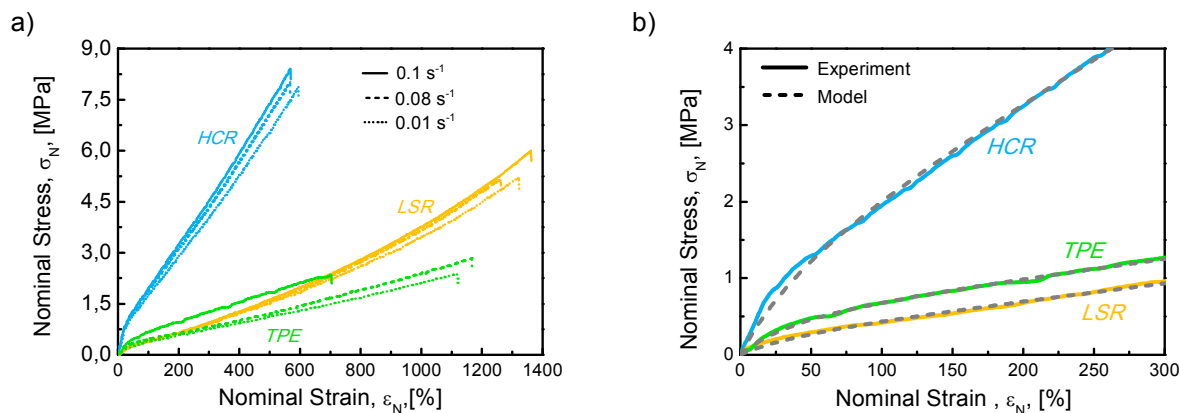 a)
9,0
7,5
6,0
4,5
3,0
1,5
0,0
0 200 400 600 800 1000 1200 1400
Nominal Stress, σN, [MPa]
Nominal Strain, εN,[%]
0.1 s-1
0.08 s-1
0.01 s-1
HCR
LSR
TPE
b)
4
3
2
1
0
0 50 100 150 200 250 300
Nominal Stress, σN, [MPa]
Nominal Strain , εN, [%]
Experiment
Model
HCR
TPE
LSR